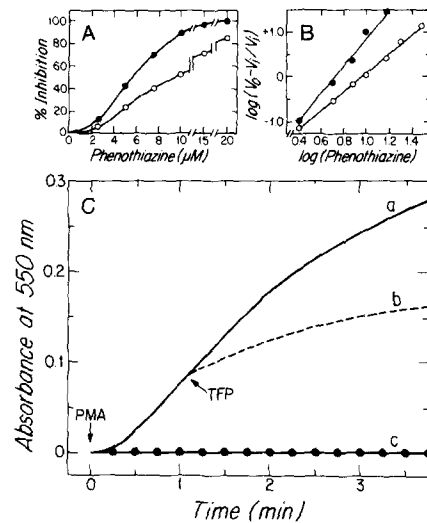 A
% Inhibition
100
80
60
40
20
0
0 2 4 6 8 10 15 20
Phenothiazine (µM)
B
log (V₀-Vᵢ/Vᵢ)
+1.0
0
-1.0
0.4 0.6 0.8 1.0 1.2 1.4
log (Phenothiazine)
C
Absorbance at 550 nm
0.3
0.2
0.1
0
a
b
c
PMA
TFP
0 1 2 3
Time (min)